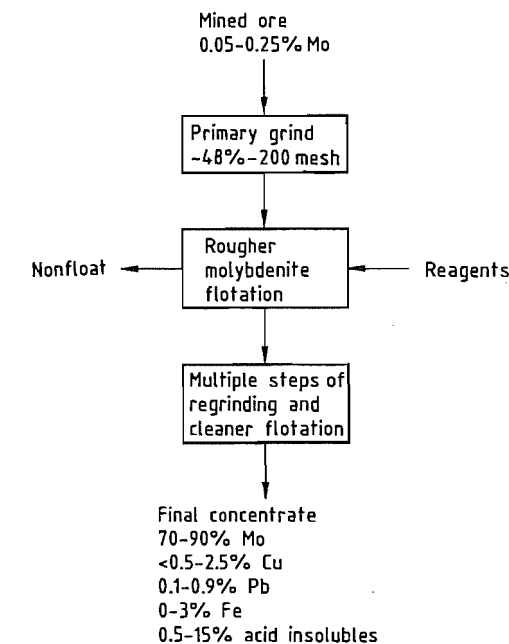 Mined ore
0.05-0.25% Mo
Primary grind
~48%-200 mesh
Rougher
molybdenite
flotation
Nonfloat
Reagents
Multiple steps of
regrinding and
cleaner flotation
Final concentrate
70-90% Mo
<0.5-2.5% Cu
0.1-0.9% Pb
0-3% Fe
0.5-15% acid insolubles